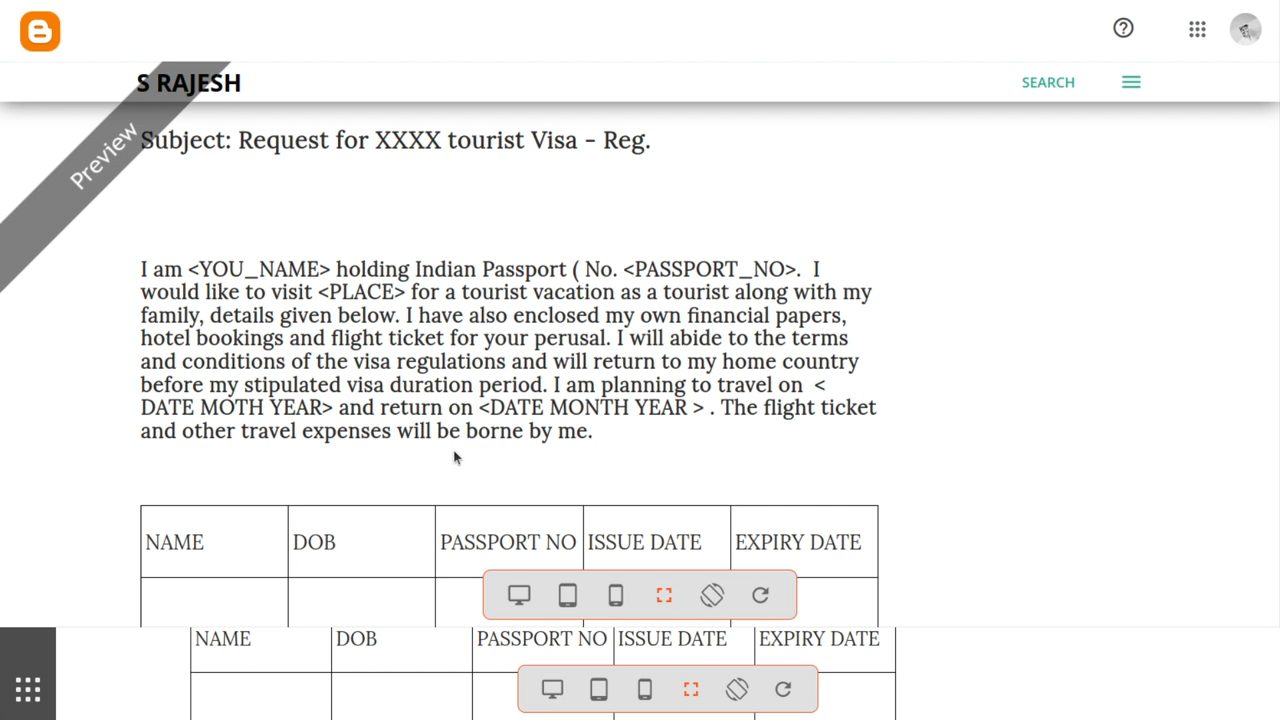 S RAJESH
SEARCH
Preview
Subject: Request for XXXX tourist Visa - Reg.
I am <YOU_NAME> holding Indian Passport ( No. <PASSPORT_NO>.  I
would like to visit <PLACE> for a tourist vacation as a tourist along with my
family, details given below. I have also enclosed my own financial papers,
hotel bookings and flight ticket for your perusal. I will abide to the terms
and conditions of the visa regulations and will return to my home country
before my stipulated visa duration period. I am planning to travel on  <
DATE MOTH YEAR> and return on <DATE MONTH YEAR > . The flight ticket
and other travel expenses will be borne by me.
NAME DOB PASSPORT NO ISSUE DATE EXPIRY DATE
NAME DOB PASSPORT NO ISSUE DATE EXPIRY DATE